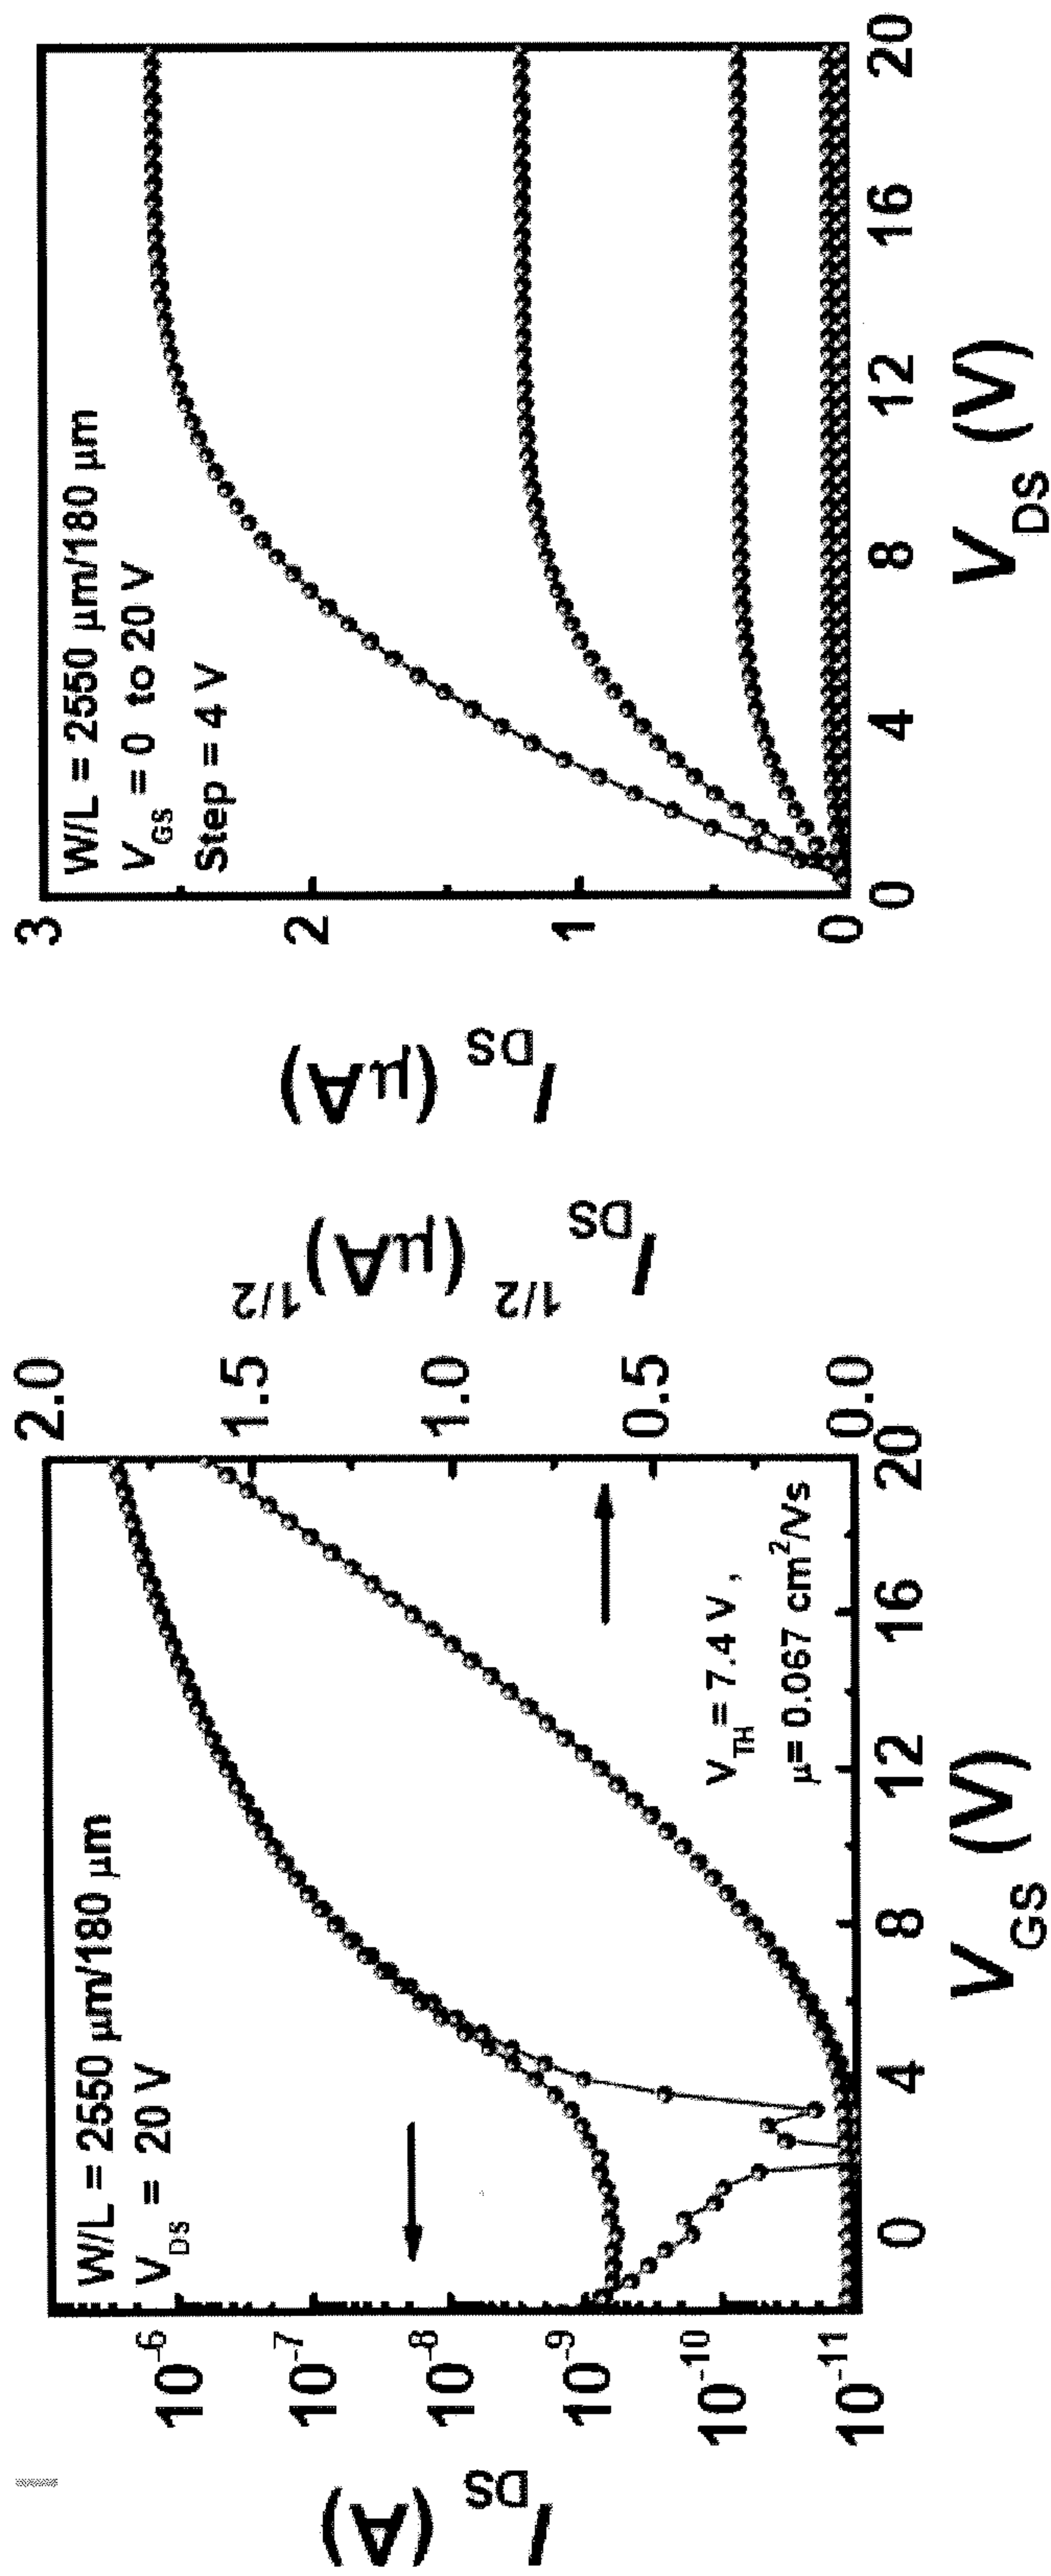 W/L = 2550 μm/180 μm
V_DS = 20 V
V_TH = 7.4 V ,
μ= 0.067 cm²/Vs
I_DS (A)
10⁻⁶
10⁻⁷
10⁻⁸
10⁻⁹
10⁻¹⁰
10⁻¹¹
0
4
8
12
16
20
V_GS (V)
2.0
1.5
1.0
0.5
0.0
I_DS^1/2 (μA)^1/2
W/L = 2550 μm/180 μm
V_GS = 0 to 20 V
Step = 4 V
I_DS (μA)
3
2
1
0
0
4
8
12
16
20
V_DS (V)